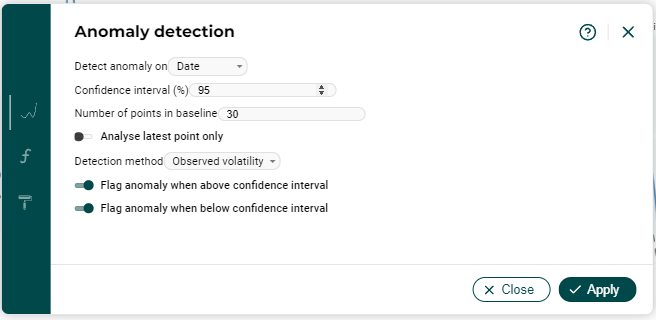 Anomaly detection
Detect anomaly on Date
Confidence interval (%) 95
Number of points in baseline 30
Analyse latest point only
Detection method Observed volatility
Flag anomaly when above confidence interval
Flag anomaly when below confidence interval
Close Apply